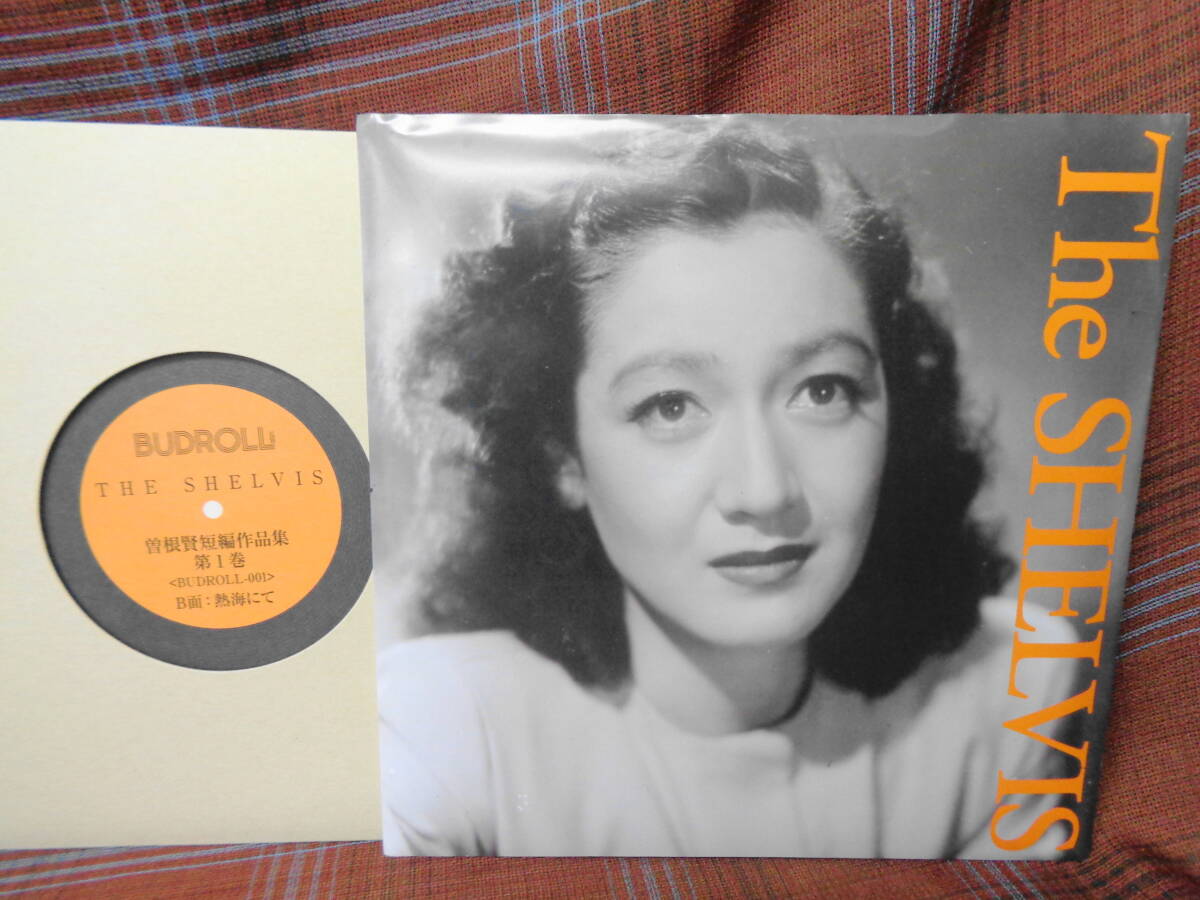 BUDROLL
THE SHELVIS
曽根賢短編作品集
第I巻
<BUDROLL-001>
B面：熱海にて
The SHELVIS